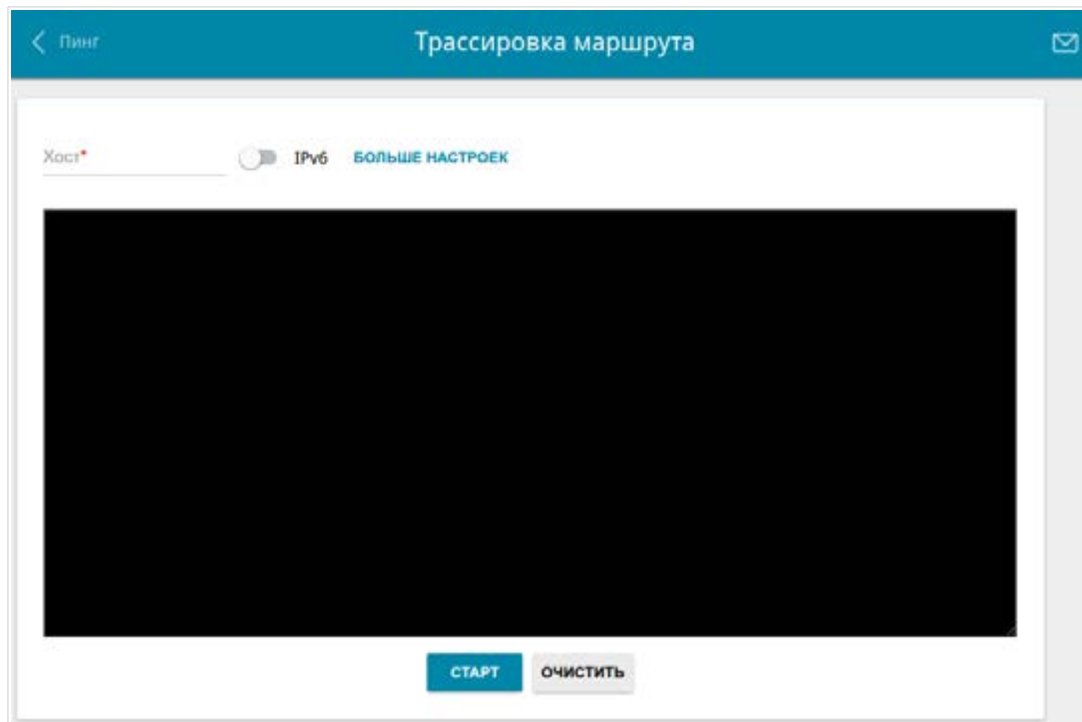 Пинг
Трассировка маршрута
Хост*
IPv6
БОЛЬШЕ НАСТРОЕК
СТАРТ
ОЧИСТИТЬ